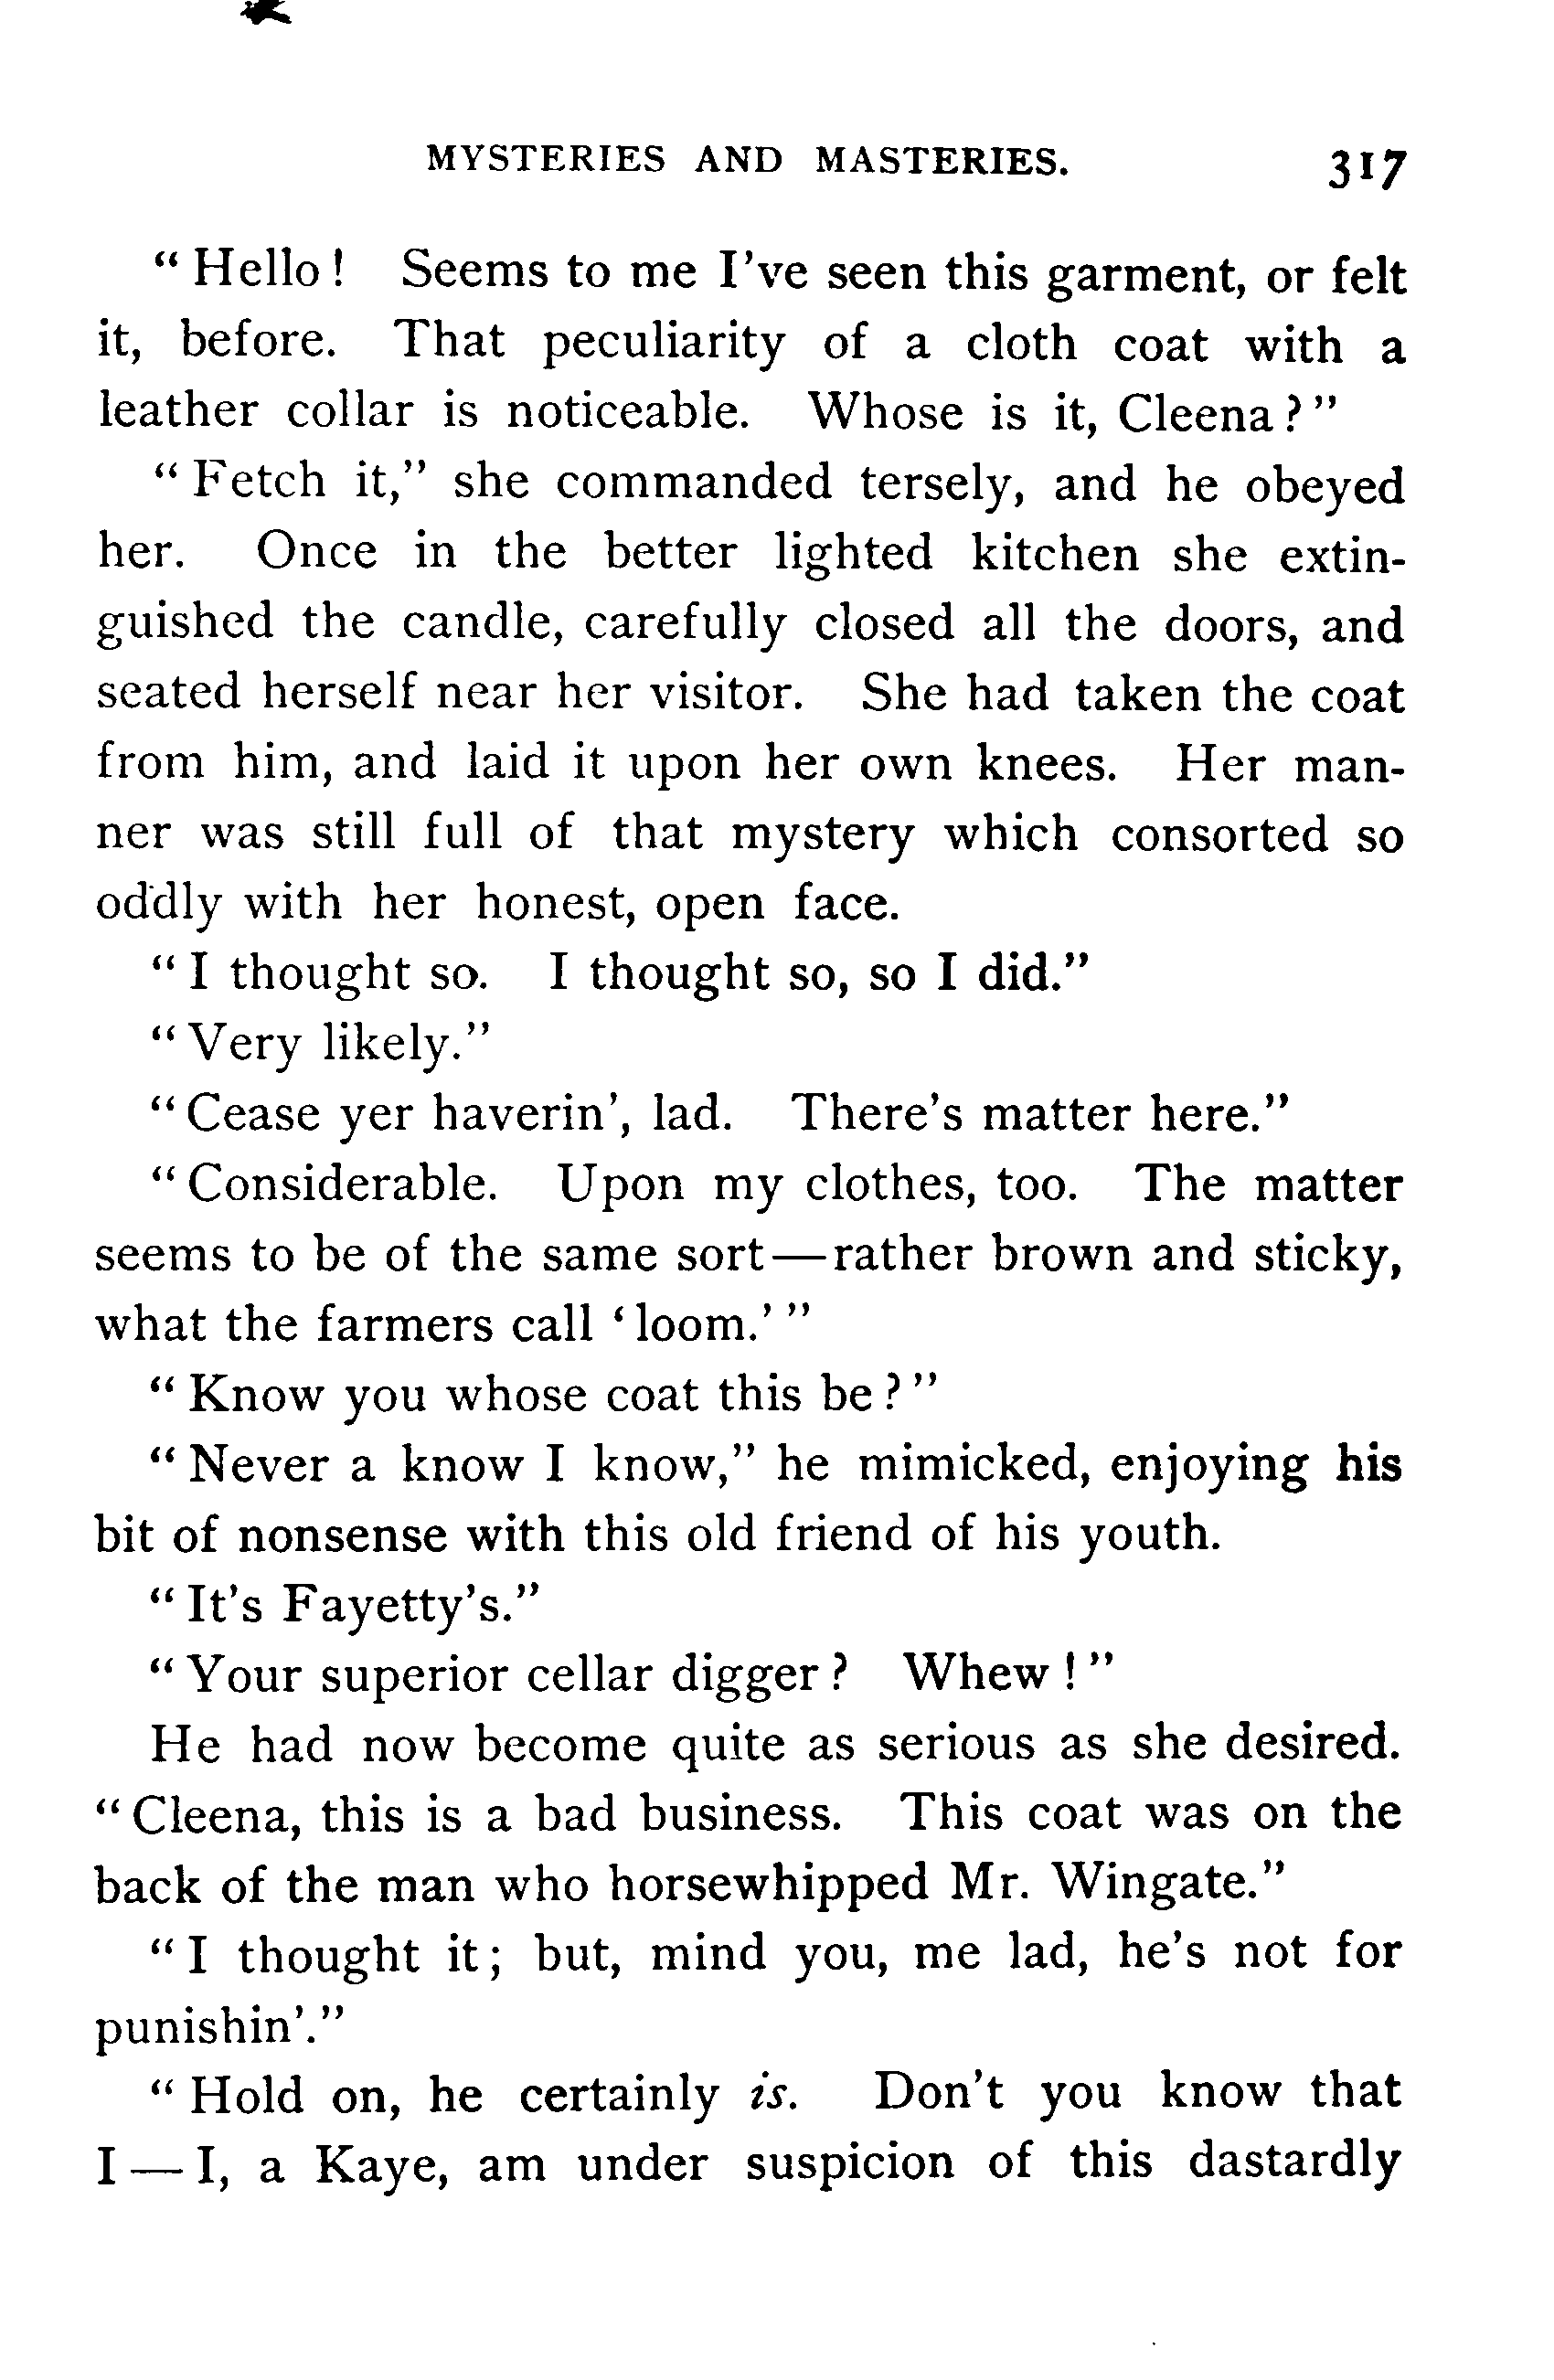 MYSTERIES AND MASTERIES. 317
“Hello! Seems to me I’ve seen this garment, or felt
it, before. That peculiarity of a cloth coat with a
leather collar is noticeable. Whose is it, Cleena?”
“Fetch it,” she commanded tersely, and he obeyed
her. Once in the better lighted kitchen she extin-
guished the candle, carefully closed all the doors, and
seated herself near her visitor. She had taken the coat
from him, and laid it upon her own knees. Her man-
ner was still full of that mystery which consorted so
oddly with her honest, open face.
“I thought so. I thought so, so I did.”
“Very likely.”
“Cease yer haverin’, lad. There’s matter here.”
“Considerable. Upon my clothes, too. The matter
seems to be of the same sort—rather brown and sticky,
what the farmers call ‘loom.’”
“Know you whose coat this be?”
“Never a know I know,” he mimicked, enjoying his
bit of nonsense with this old friend of his youth.
“It’s Fayetty’s.”
“Your superior cellar digger? Whew!”
He had now become quite as serious as she desired.
“Cleena, this is a bad business. This coat was on the
back of the man who horsewhipped Mr. Wingate.”
“I thought it; but, mind you, me lad, he’s not for
punishin’.”
“Hold on, he certainly is. Don’t you know that
I—I, a Kaye, am under suspicion of this dastardly